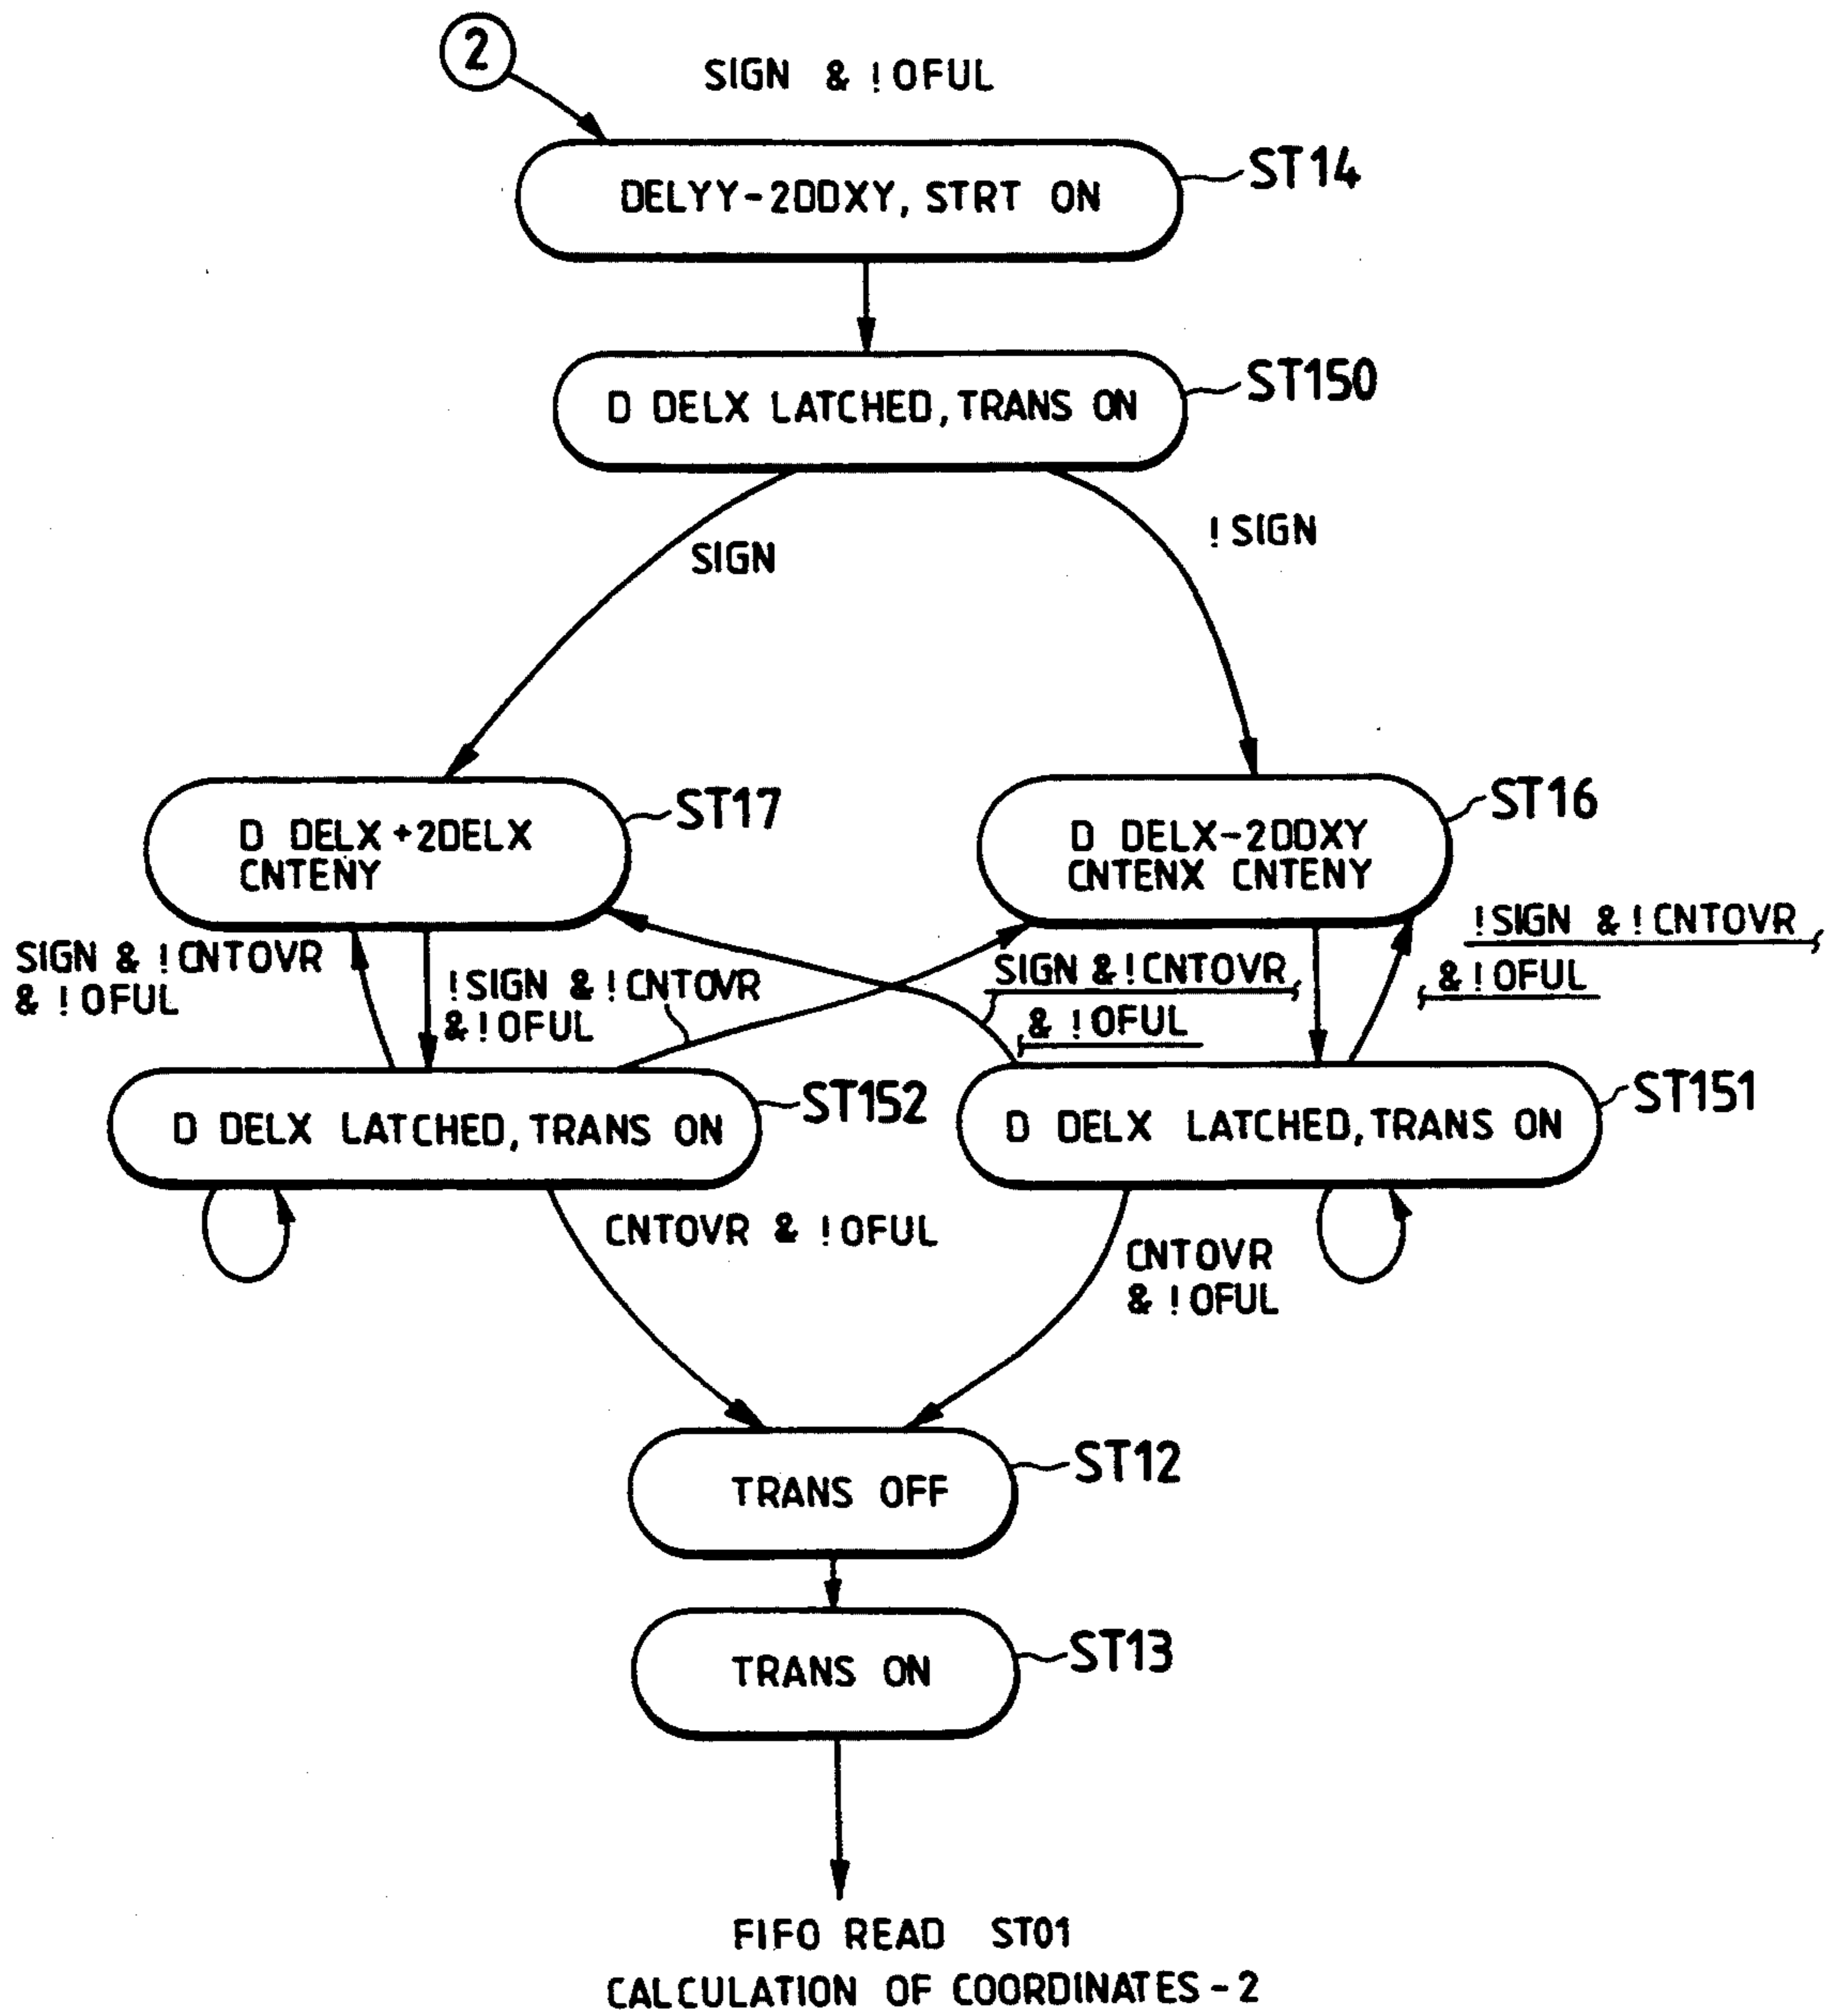 2
SIGN & !OFUL
ST14
DELYY-2DDXY, STRT ON
ST150
D DELX LATCHED, TRANS ON
SIGN
!SIGN
ST17
D DELX+2DELX
CNTENY
ST16
D DELX-2DDXY
CNTENX CNTENY
SIGN & !CNTOVR
& !OFUL
!SIGN & !CNTOVR
& !OFUL
SIGN & !CNTOVR
& !OFUL
!SIGN & !CNTOVR
& !OFUL
ST152
D DELX LATCHED, TRANS ON
ST151
D DELX LATCHED, TRANS ON
CNTOVR & !OFUL
CNTOVR
& !OFUL
ST12
TRANS OFF
ST13
TRANS ON
FIFO READ ST01
CALCULATION OF COORDINATES-2